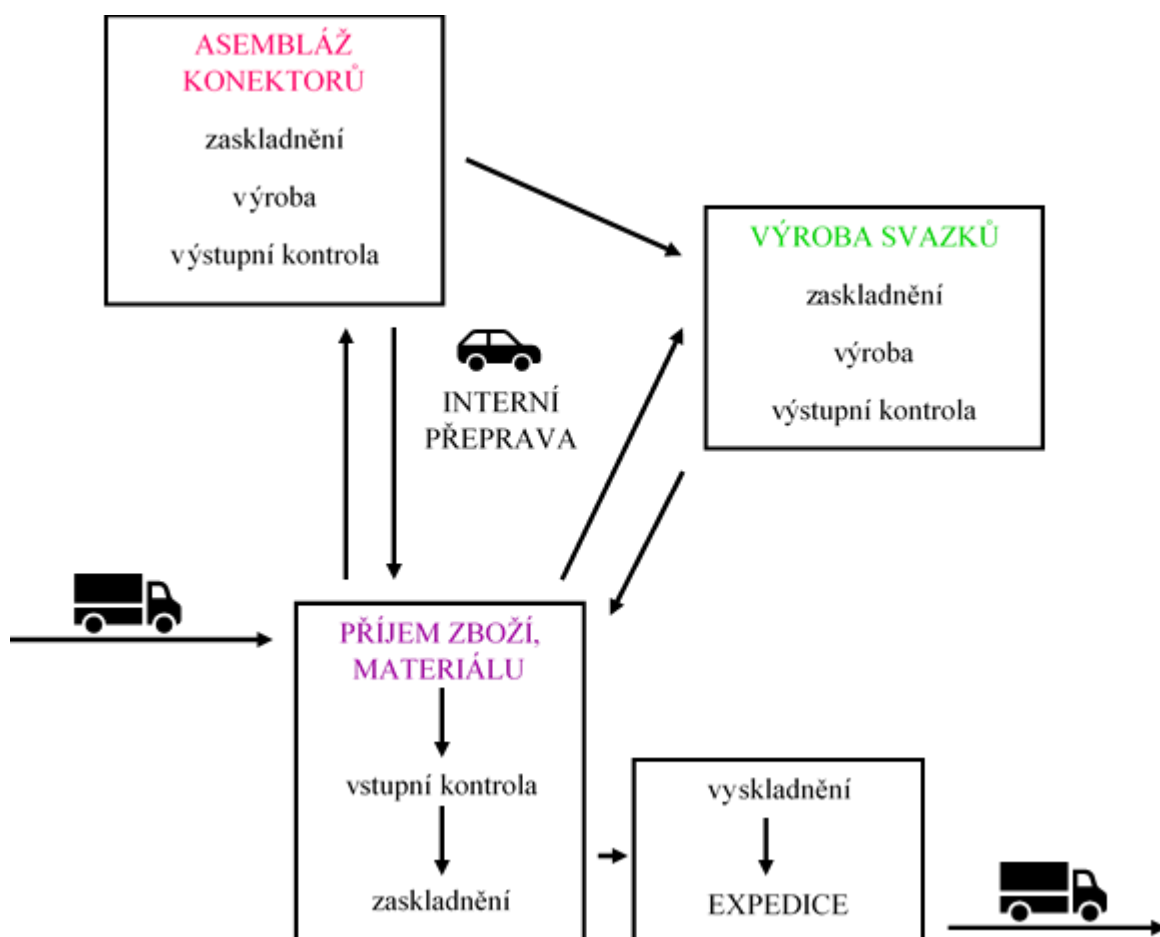 ASEMBLÁŽ
KONEKTORŮ
zaskladnění
výroba
výstupní kontrola
VÝROBA SVAZKŮ
zaskladnění
výroba
výstupní kontrola
INTERNÍ
PŘEPRAVA
PŘÍJEM ZBOŽÍ,
MATERIÁLU
vstupní kontrola
zaskladnění
vyskladnění
EXPEDICE